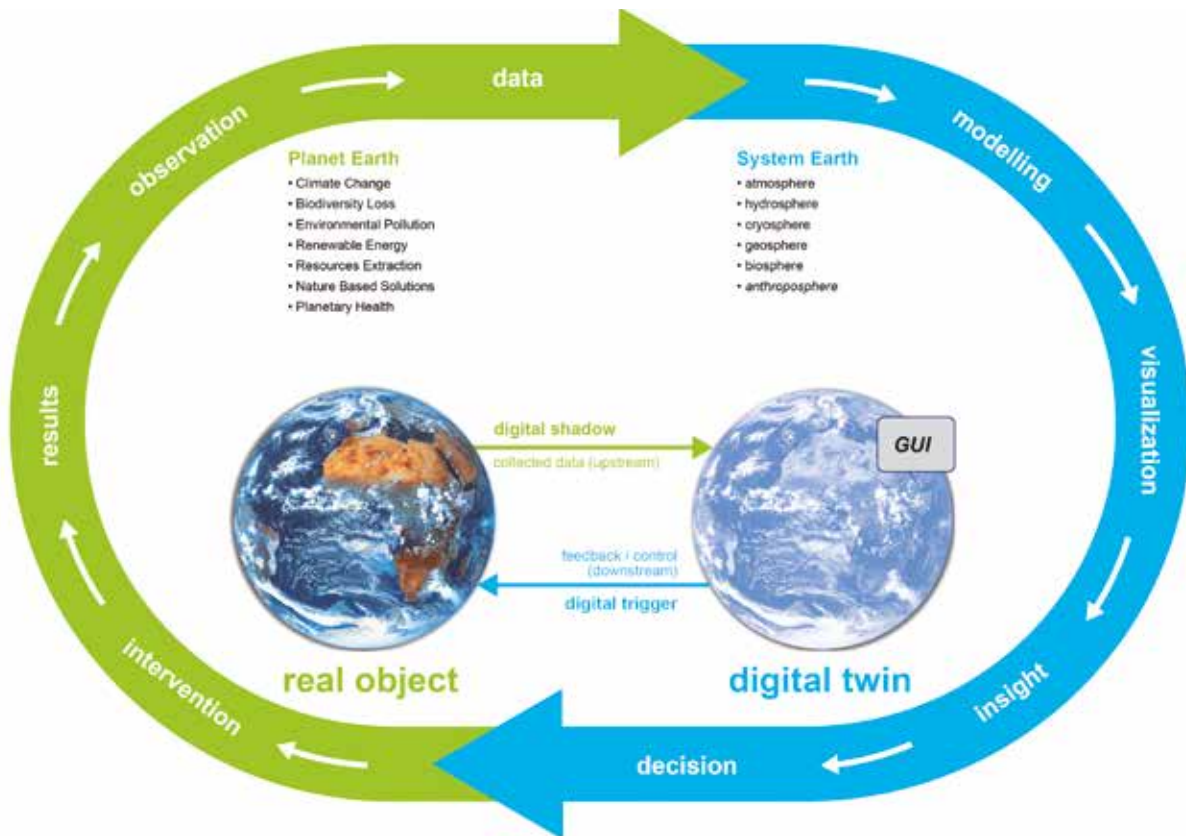 data
observation
modelling
Planet Earth
• Climate Change
• Biodiversity Loss
• Environmental Pollution
• Renewable Energy
• Resources Extraction
• Nature Based Solutions
• Planetary Health
System Earth
• atmosphere
• hydrosphere
• cryosphere
• geosphere
• biosphere
• anthroposphere
results
visualization
digital shadow
collected data (upstream)
GUI
feedback / control
(downstream)
digital trigger
real object
digital twin
intervention
insight
decision